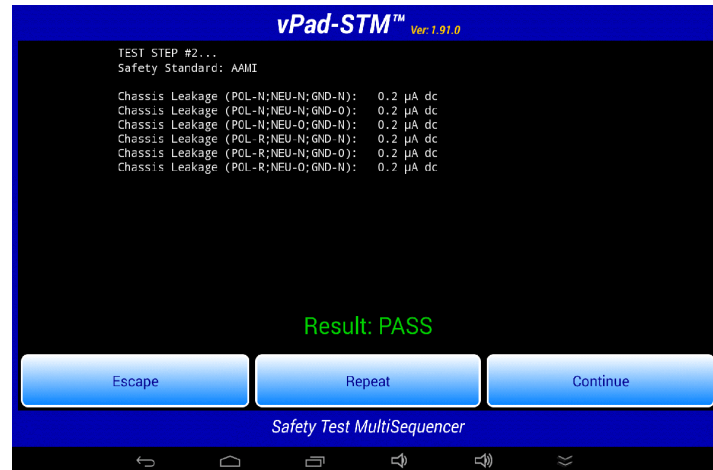 vPad-STM™ Ver: 1.91.0
TEST STEP #2...
Safety Standard: AAMI
Chassis Leakage (POL-N;NEU-N;GND-N): 0.2 µA dc
Chassis Leakage (POL-N;NEU-N;GND-O): 0.2 µA dc
Chassis Leakage (POL-N;NEU-O;GND-N): 0.2 µA dc
Chassis Leakage (POL-R;NEU-N;GND-N): 0.2 µA dc
Chassis Leakage (POL-R;NEU-N;GND-O): 0.2 µA dc
Chassis Leakage (POL-R;NEU-O;GND-N): 0.2 µA dc
Result: PASS
Escape Repeat Continue
Safety Test MultiSequencer